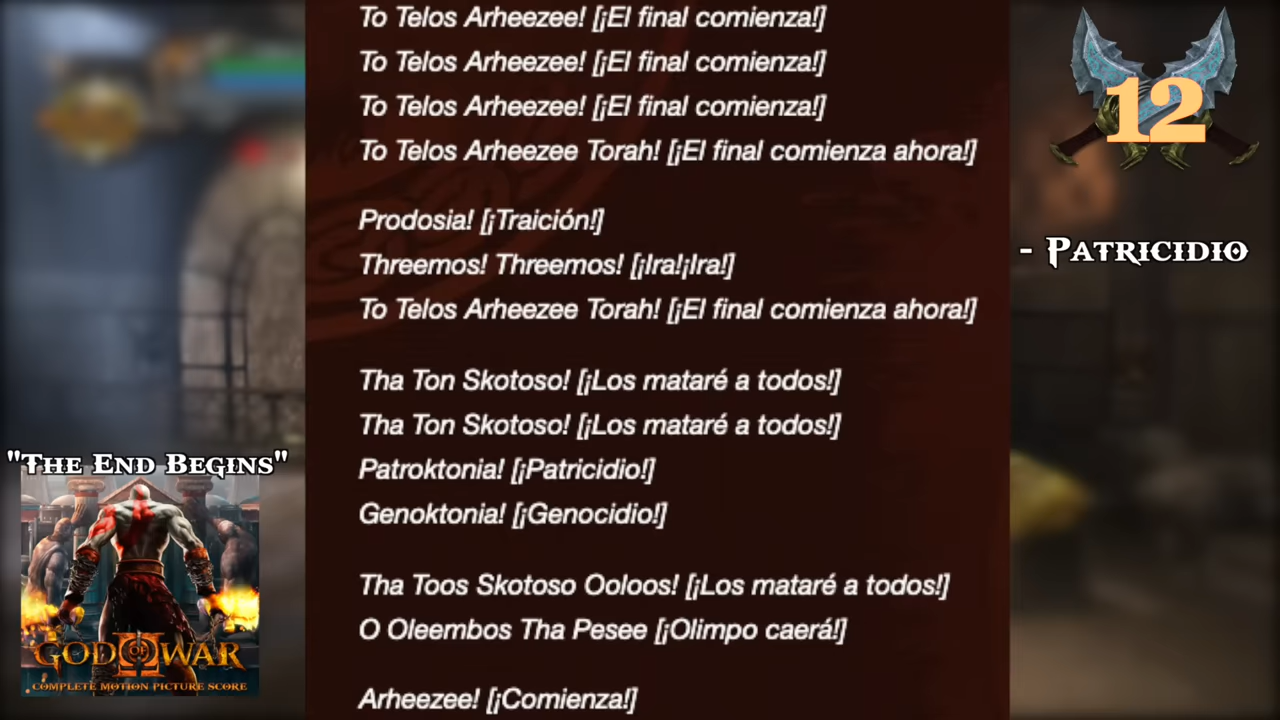 To Telos Arheezee! [¡El final comienza!]
To Telos Arheezee! [¡El final comienza!]
To Telos Arheezee! [¡El final comienza!]
To Telos Arheezee Torah! [¡El final comienza ahora!]
Prodosia! [¡Traición!]
Threemos! Threemos! [¡Ira!¡Ira!]
To Telos Arheezee Torah! [¡El final comienza ahora!]
Tha Ton Skotoso! [¡Los mataré a todos!]
Tha Ton Skotoso! [¡Los mataré a todos!]
Patroktonia! [¡Patricidio!]
Genoktonia! [¡Genocidio!]
Tha Toos Skotoso Ooloos! [¡Los mataré a todos!]
O Oleembos Tha Pesee [¡Olimpo caerá!]
Arheezee! [¡Comienza!]
12
- Patricidio
"The End Begins"
GOD OF WAR II
COMPLETE MOTION PICTURE SCORE